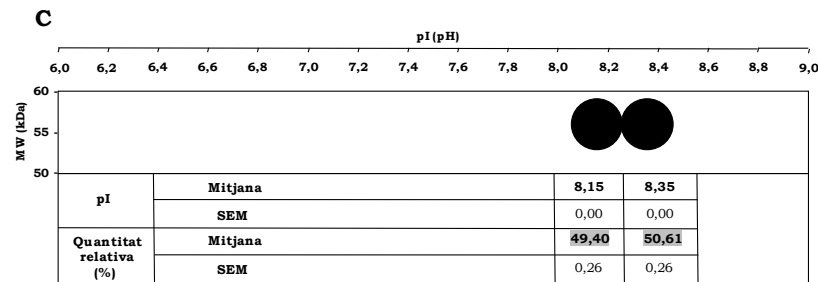 C
pI (pH)
6,0 6,2 6,4 6,6 6,8 7,0 7,2 7,4 7,6 7,8 8,0 8,2 8,4 8,6 8,8 9,0
MW (kDa)
60
55
50
pI Mitjana 8,15 8,35
SEM 0,00 0,00
Quantitat relativa (%) Mitjana 49,40 50,61
SEM 0,26 0,26